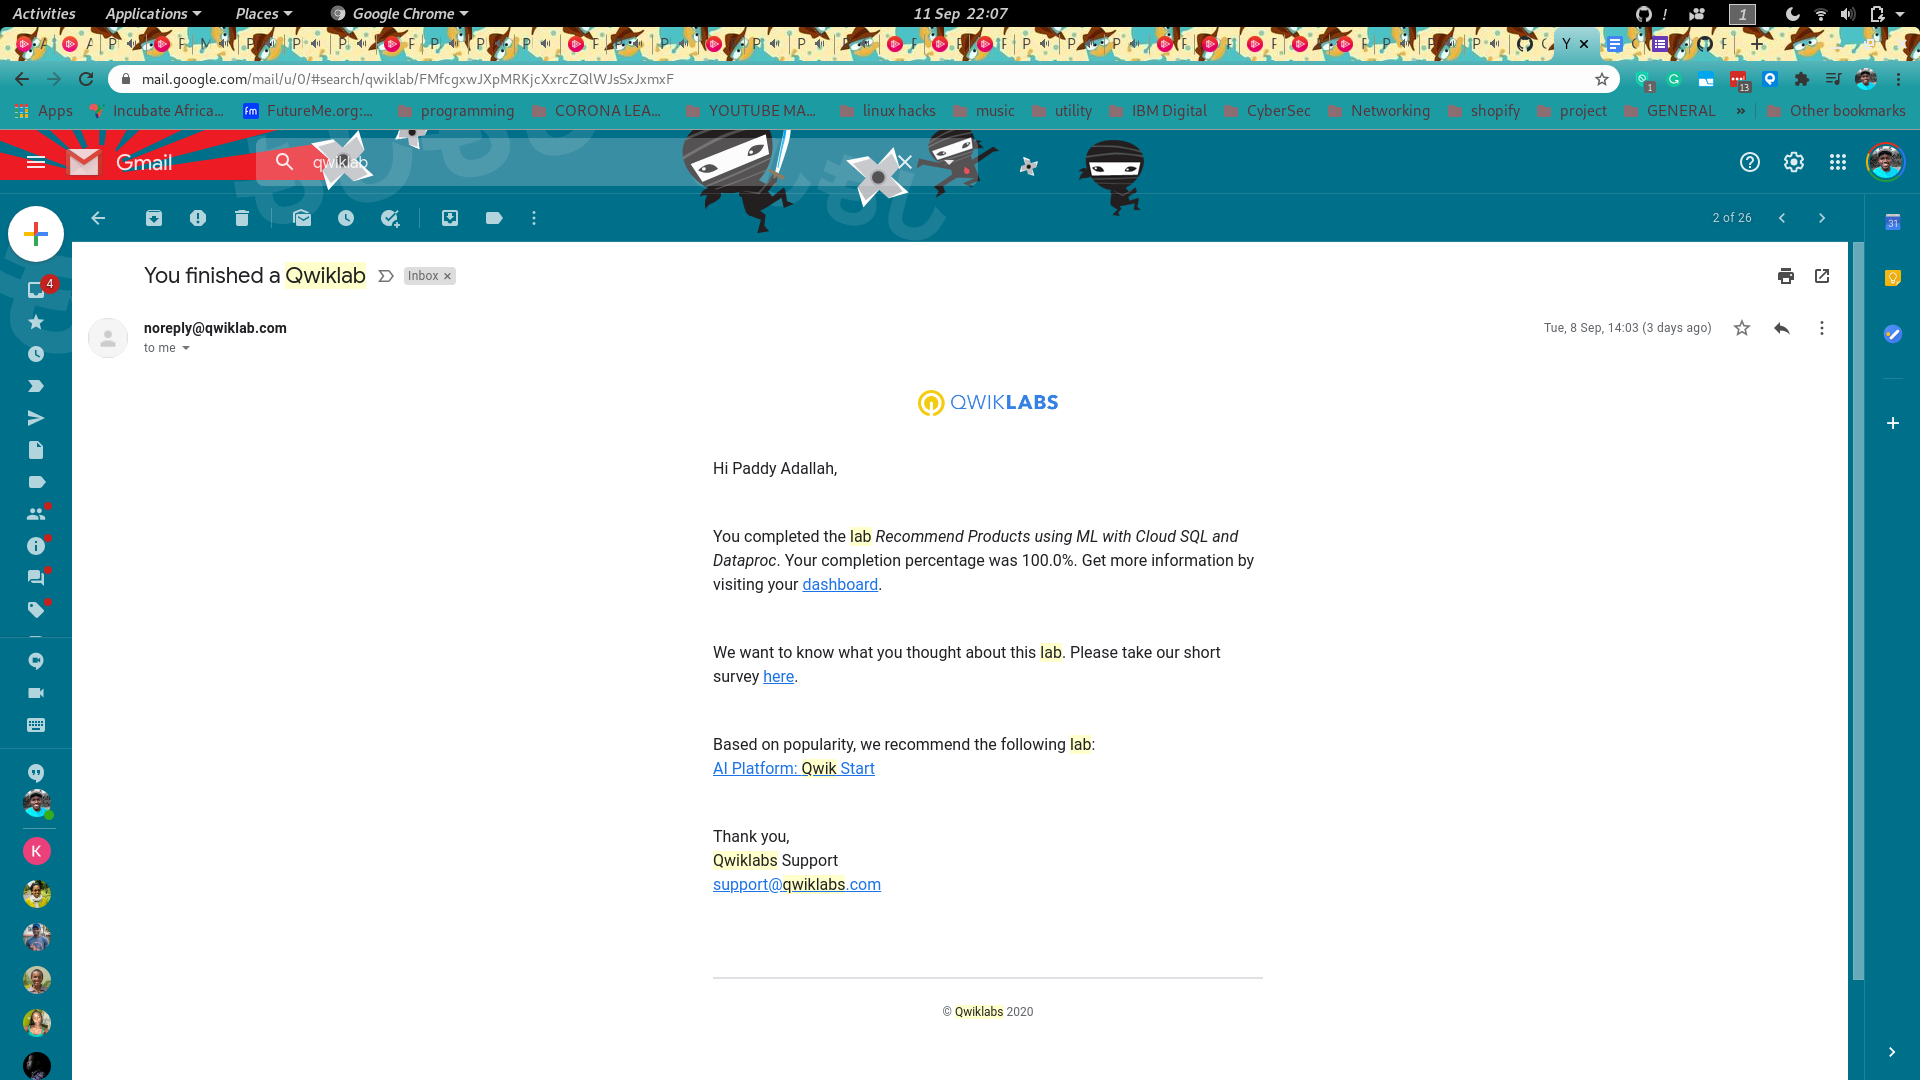 Activities Applications Places Google Chrome 11 Sep 22:07 ! 1
mail.google.com/mail/u/0/#search/qwiklab/FMfcgxwJXpMRKjcXxrcZQlWJsSxJxmxF 1 13
Apps Incubate Africa... fm FutureMe.org:... programming CORONA LEA... YOUTUBE MA... linux hacks music utility IBM Digital CyberSec Networking shopify project GENERAL » Other bookmarks
Gmail qwiklab
2 of 26
31
You finished a Qwiklab Inbox ×
4
noreply@qwiklab.com Tue, 8 Sep, 14:03 (3 days ago)
to me
QWIKLABS
Hi Paddy Adallah,
You completed the lab Recommend Products using ML with Cloud SQL and
Dataproc. Your completion percentage was 100.0%. Get more information by
visiting your dashboard.
We want to know what you thought about this lab. Please take our short
survey here.
Based on popularity, we recommend the following lab:
AI Platform: Qwik Start
Thank you,
K
Qwiklabs Support
support@qwiklabs.com
© Qwiklabs 2020